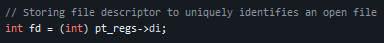 // Storing file descriptor to uniquely identifies an open file
int fd = (int) pt_regs->di;